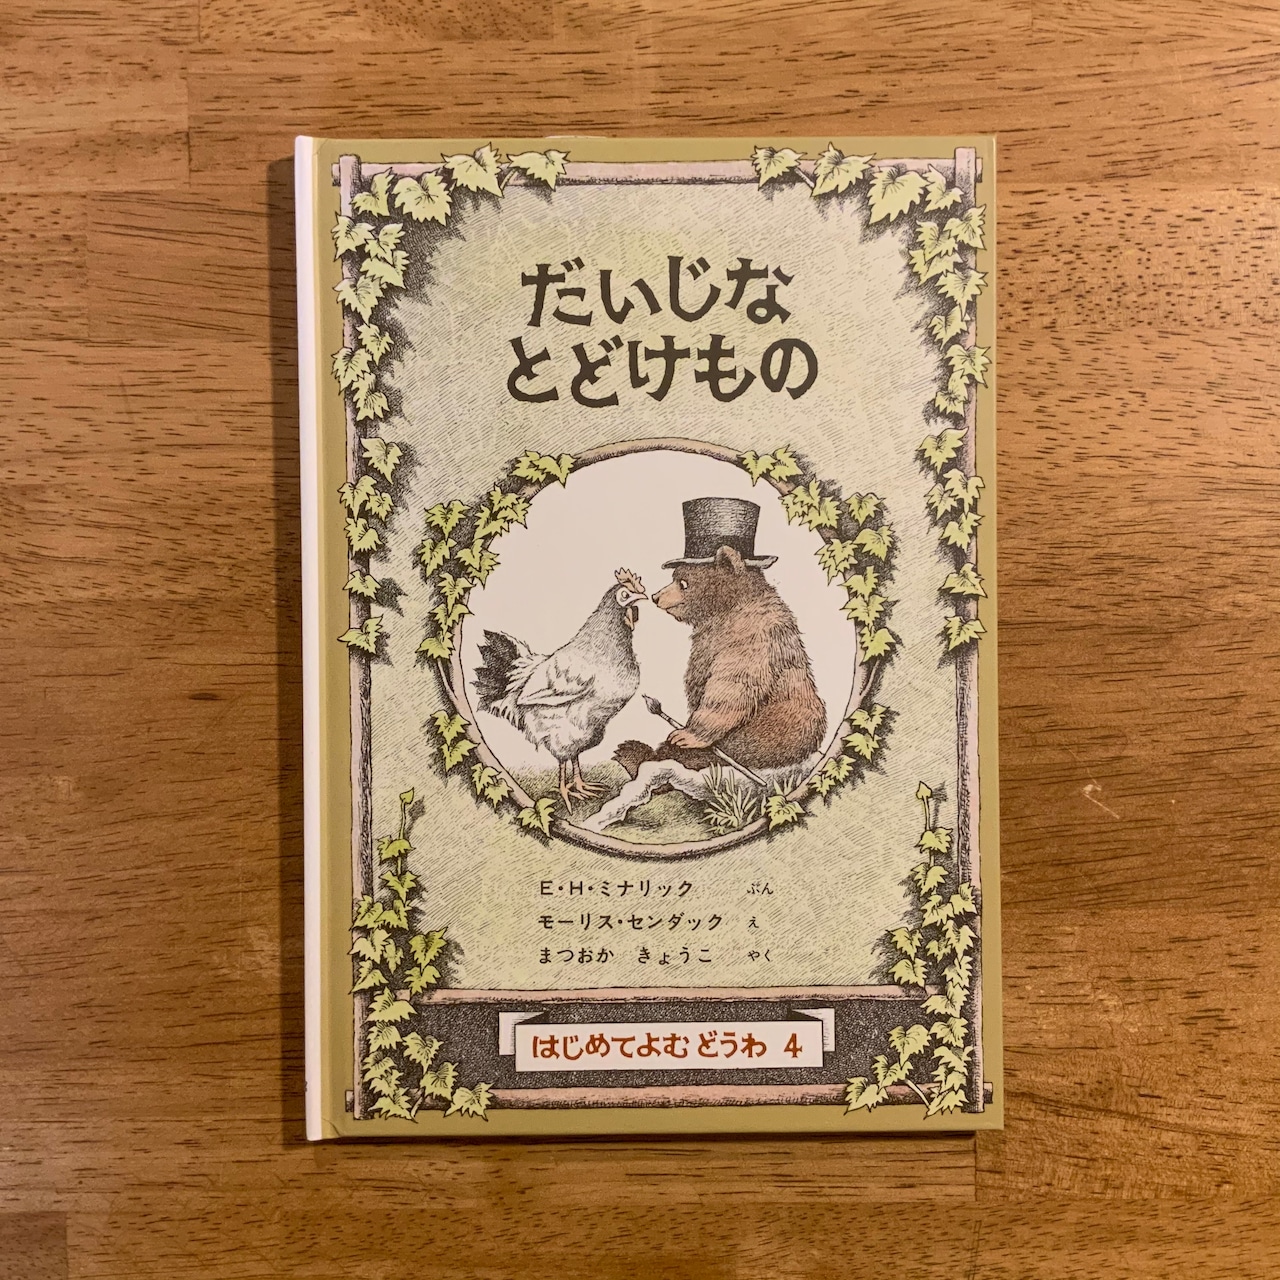 だいじな
とどけもの
E・H・ミナリック ぶん
モーリス・センダック え
まつおか きょうこ やく
はじめてよむ どうわ 4